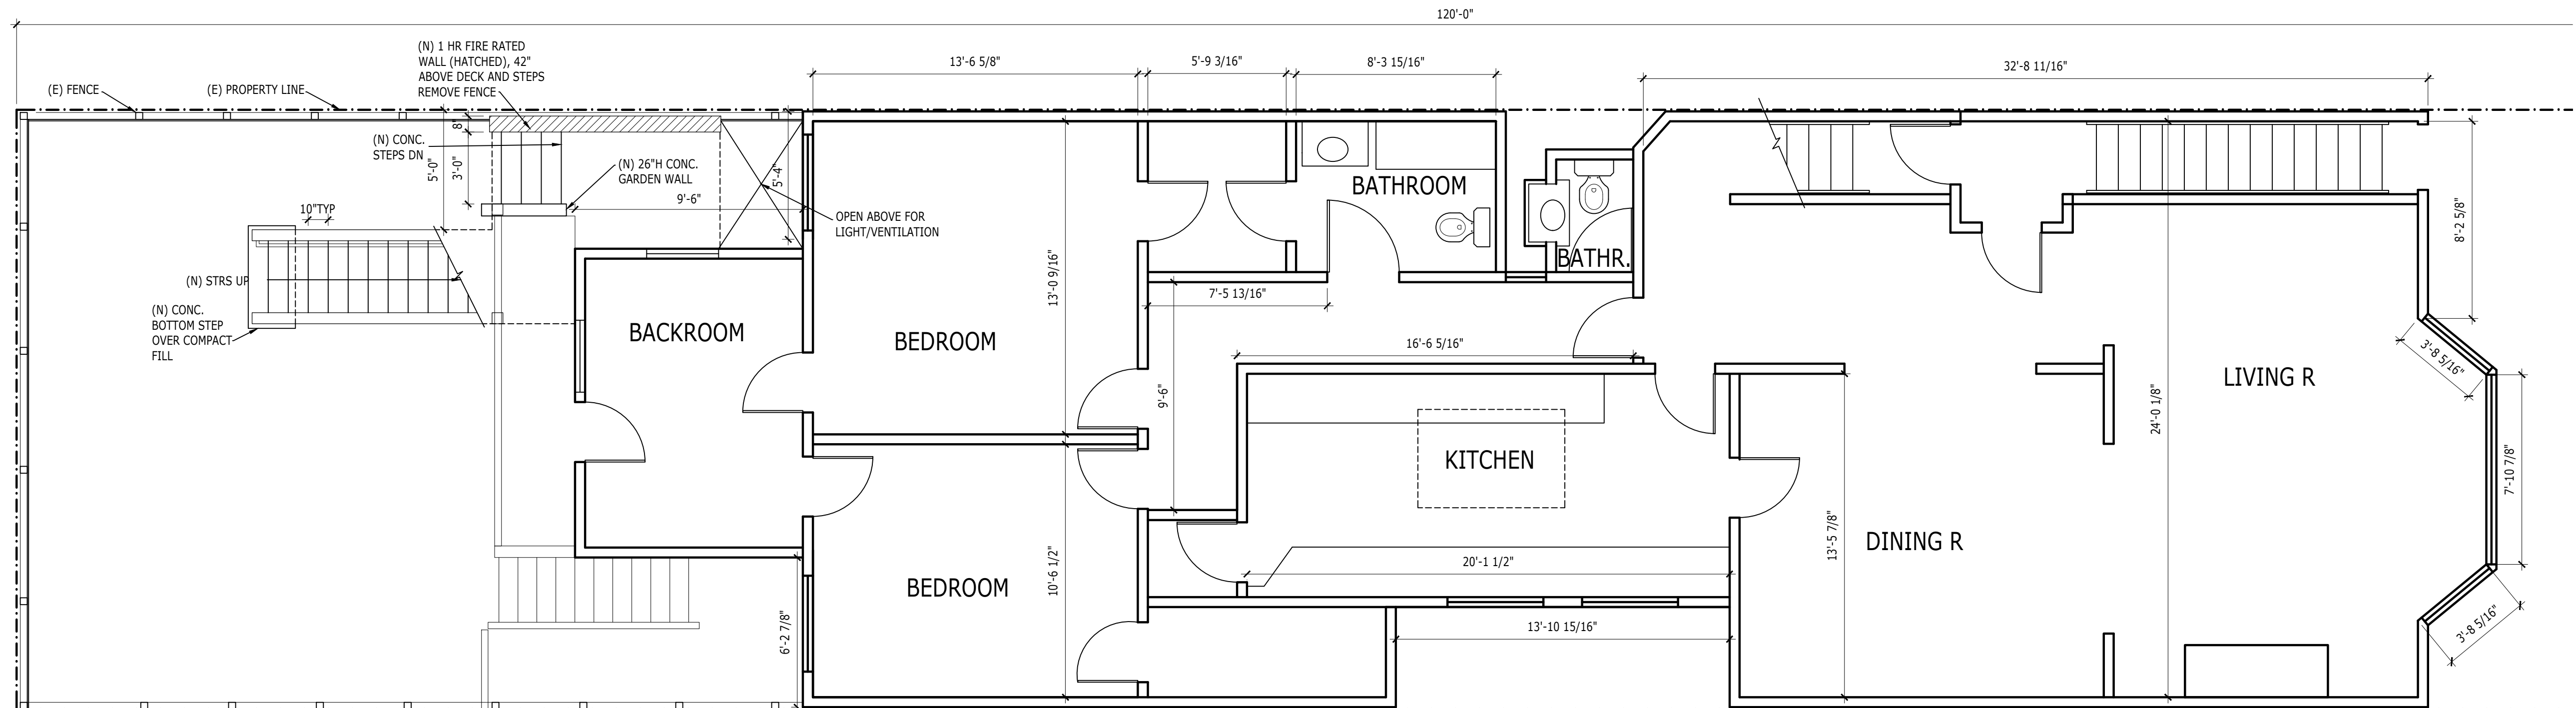 120'-0"
(N) 1 HR FIRE RATED
WALL (HATCHED), 42"
ABOVE DECK AND STEPS
REMOVE FENCE
13'-6 5/8"
5'-9 3/16"
8'-3 15/16"
32'-8 11/16"
(E) FENCE
(E) PROPERTY LINE
8"
(N) CONC.
STEPS DN
5'-0"
3'-0"
(N) 26"H CONC.
GARDEN WALL
5'-4"
9'-6"
OPEN ABOVE FOR
LIGHT/VENTILATION
10"TYP
(N) STRS UP
(N) CONC.
BOTTOM STEP
OVER COMPACT
FILL
BATHROOM
BATHR.
8'-2 5/8"
13'-0 9/16"
7'-5 13/16"
BACKROOM
BEDROOM
16'-6 5/16"
3'-8 5/16"
LIVING R
9'-6"
24'-0 1/8"
KITCHEN
7'-10 7/8"
13'-5 7/8"
DINING R
20'-1 1/2"
10'-6 1/2"
BEDROOM
6'-2 7/8"
13'-10 15/16"
3'-8 5/16"